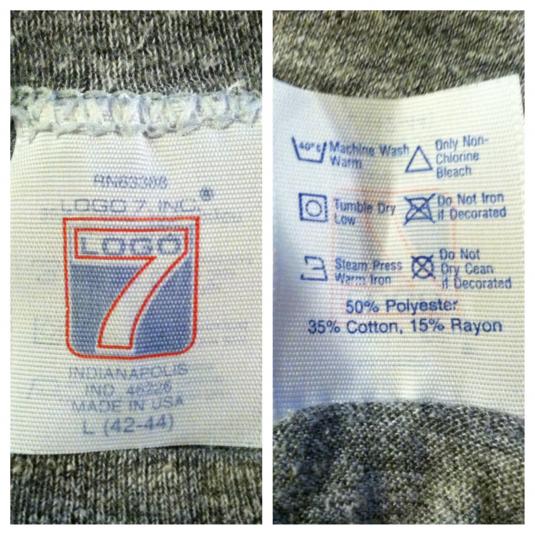 RN63388
LOGO 7, INC.®
LOGO
7
INDIANAPOLIS
IND 46226
MADE IN USA
L (42-44)
40°C
Machine Wash
Warm
Only Non-
Chlorine
Bleach
Tumble Dry
Low
Do Not Iron
if Decorated
Steam Press
Warm Iron
Do Not
Dry Clean
if Decorated
50% Polyester
35% Cotton, 15% Rayon